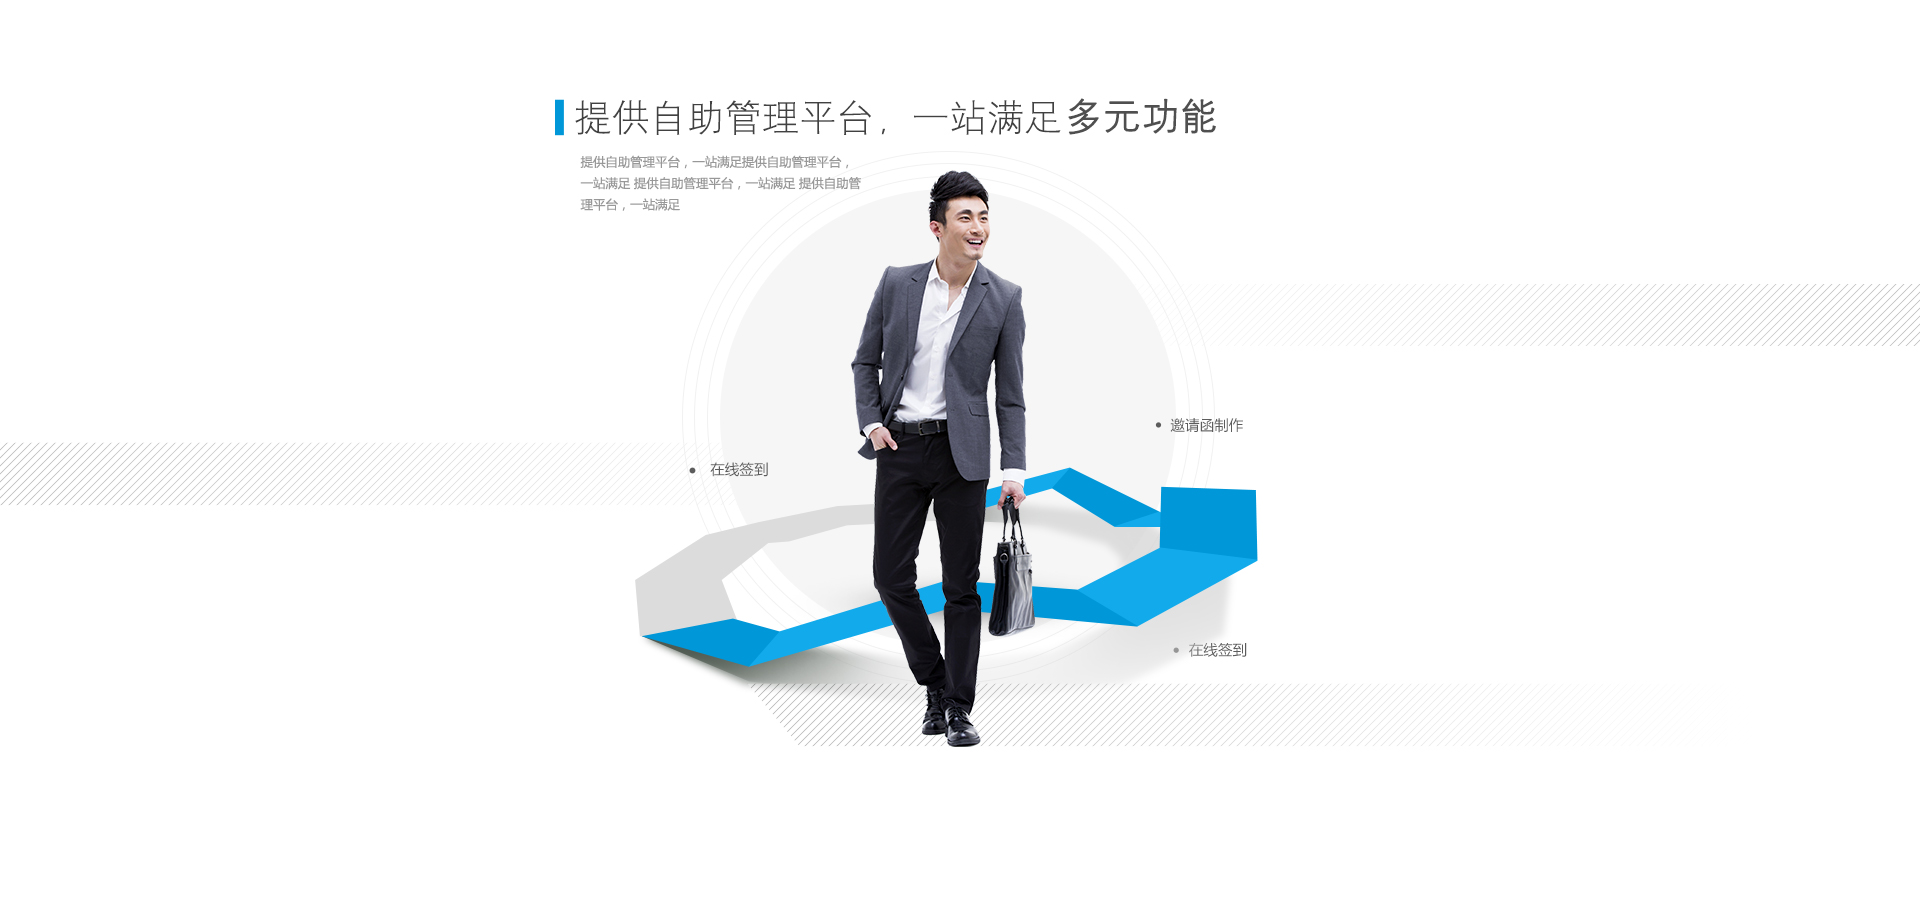 提供自助管理平台，一站满足多元功能
提供自助管理平台，一站满足提供自助管理平台，
一站满足 提供自助管理平台，一站满足 提供自助管
理平台，一站满足
邀请函制作
在线签到
在线签到